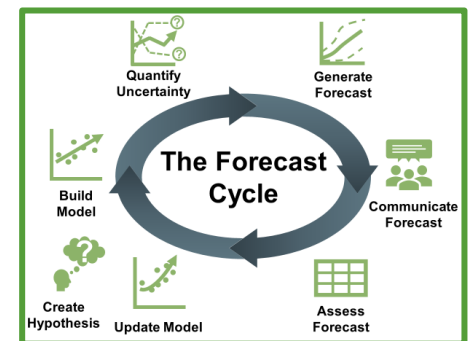 Quantify
Uncertainty
Generate
Forecast
The Forecast
Cycle
Build
Model
Communicate
Forecast
Create
Hypothesis
Update Model
Assess
Forecast
?
?
?